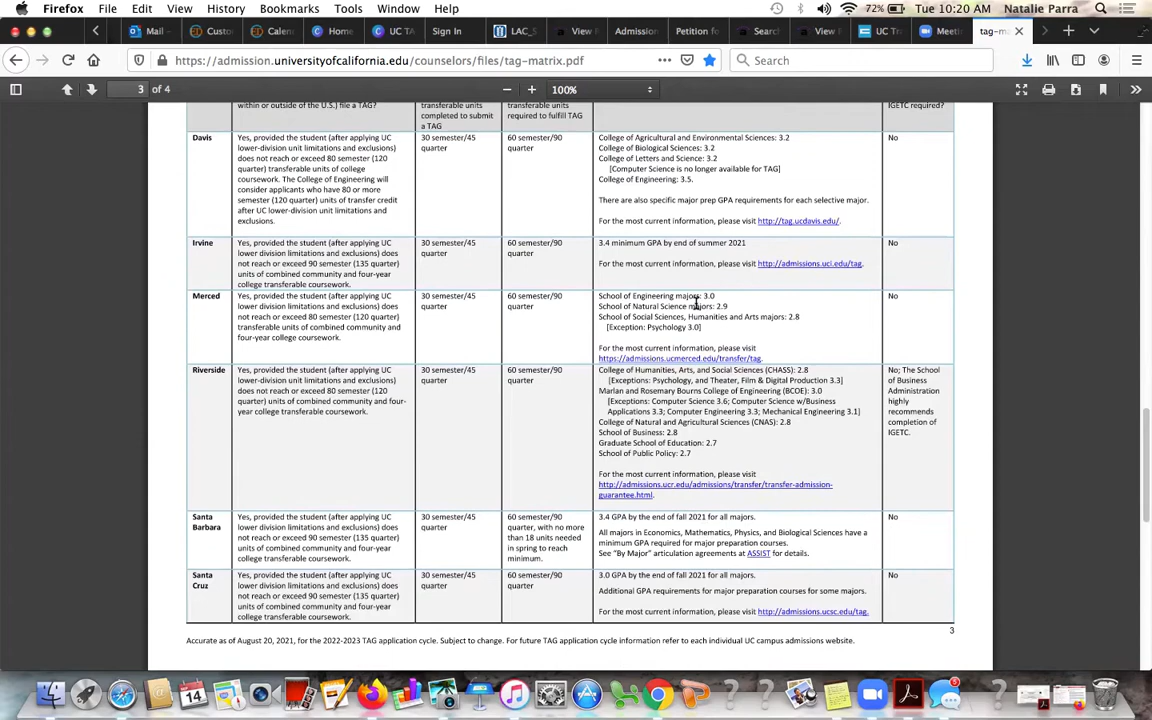 Firefox File Edit View History Bookmarks Tools Window Help 72% Tue 10:20 AM Natalie Parra
Mail - Custo Calend Home UC TA Sign In LAC_S View Admission Petition fo Search View UC Tra Meeti tag-ma
https://admission.universityofcalifornia.edu/counselors/files/tag-matrix.pdf Search
3 of 4 100%
within or outside of the U.S.) file a TAG? transferable units transferable units IGETC required?
completed to submit required to fulfill TAG
a TAG
Davis
Yes, provided the student (after applying UC
lower-division unit limitations and exclusions)
does not reach or exceed 80 semester (120
quarter) transferable units of college
coursework. The College of Engineering will
consider applicants who have 80 or more
semester (120 quarter) units of transfer credit
after UC lower-division unit limitations and
exclusions.
30 semester/45
quarter
60 semester/90
quarter
College of Agricultural and Environmental Sciences: 3.2
College of Biological Sciences: 3.2
College of Letters and Science: 3.2
[Computer Science is no longer available for TAG]
College of Engineering: 3.5.
There are also specific major prep GPA requirements for each selective major.
For the most current information, please visit http://tag.ucdavis.edu/.
No
Irvine
Yes, provided the student (after applying UC
lower division limitations and exclusions) does
not reach or exceed 90 semester (135 quarter)
units of combined community and four-year
college transferable coursework.
30 semester/45
quarter
60 semester/90
quarter
3.4 minimum GPA by end of summer 2021
For the most current information, please visit http://admissions.uci.edu/tag.
No
Merced
Yes, provided the student (after applying UC
lower division limitations and exclusions) does
not reach or exceed 80 semester (120 quarter)
transferable units of combined community and
four-year college coursework.
30 semester/45
quarter
60 semester/90
quarter
School of Engineering majors: 3.0
School of Natural Science majors: 2.9
School of Social Sciences, Humanities and Arts majors: 2.8
[Exception: Psychology 3.0]
For the most current information, please visit
https://admissions.ucmerced.edu/transfer/tag.
No
Riverside
Yes, provided the student (after applying UC
lower division limitations and exclusions)
does not reach or exceed 80 semester (120
quarter) units of combined community and four-
year college transferable coursework.
30 semester/45
quarter
60 semester/90
quarter
College of Humanities, Arts, and Social Sciences (CHASS): 2.8
[Exceptions: Psychology, and Theater, Film & Digital Production 3.3]
Marlan and Rosemary Bourns College of Engineering (BCOE): 3.0
[Exceptions: Computer Science 3.6; Computer Science w/Business
Applications 3.3; Computer Engineering 3.3; Mechanical Engineering 3.1]
College of Natural and Agricultural Sciences (CNAS): 2.8
School of Business: 2.8
Graduate School of Education: 2.7
School of Public Policy: 2.7
For the most current information, please visit
http://admissions.ucr.edu/admissions/transfer/transfer-admission-
guarantee.html.
No; The School
of Business
Administration
highly
recommends
completion of
IGETC.
Santa
Barbara
Yes, provided the student (after applying UC
lower division limitations and exclusions) does
not reach or exceed 90 semester (135 quarter)
units of combined community and four-year
college transferable coursework.
30 semester/45
quarter
60 semester/90
quarter, with no more
than 18 units needed
in spring to reach
minimum.
3.4 GPA by the end of fall 2021 for all majors.
All majors in Economics, Mathematics, Physics, and Biological Sciences have a
minimum GPA required for major preparation courses.
See "By Major" articulation agreements at ASSIST for details.
No
Santa
Cruz
Yes, provided the student (after applying UC
lower division limitations and exclusions) does
not reach or exceed 90 semester (135 quarter)
units of combined community and four-year
college transferable coursework.
30 semester/45
quarter
60 semester/90
quarter
3.0 GPA by the end of fall 2021 for all majors.
Additional GPA requirements for major preparation courses for some majors.
For the most current information, please visit http://admissions.ucsc.edu/tag.
No
3
Accurate as of August 20, 2021, for the 2022-2023 TAG application cycle. Subject to change. For future TAG application cycle information refer to each individual UC campus admissions website.
14
5